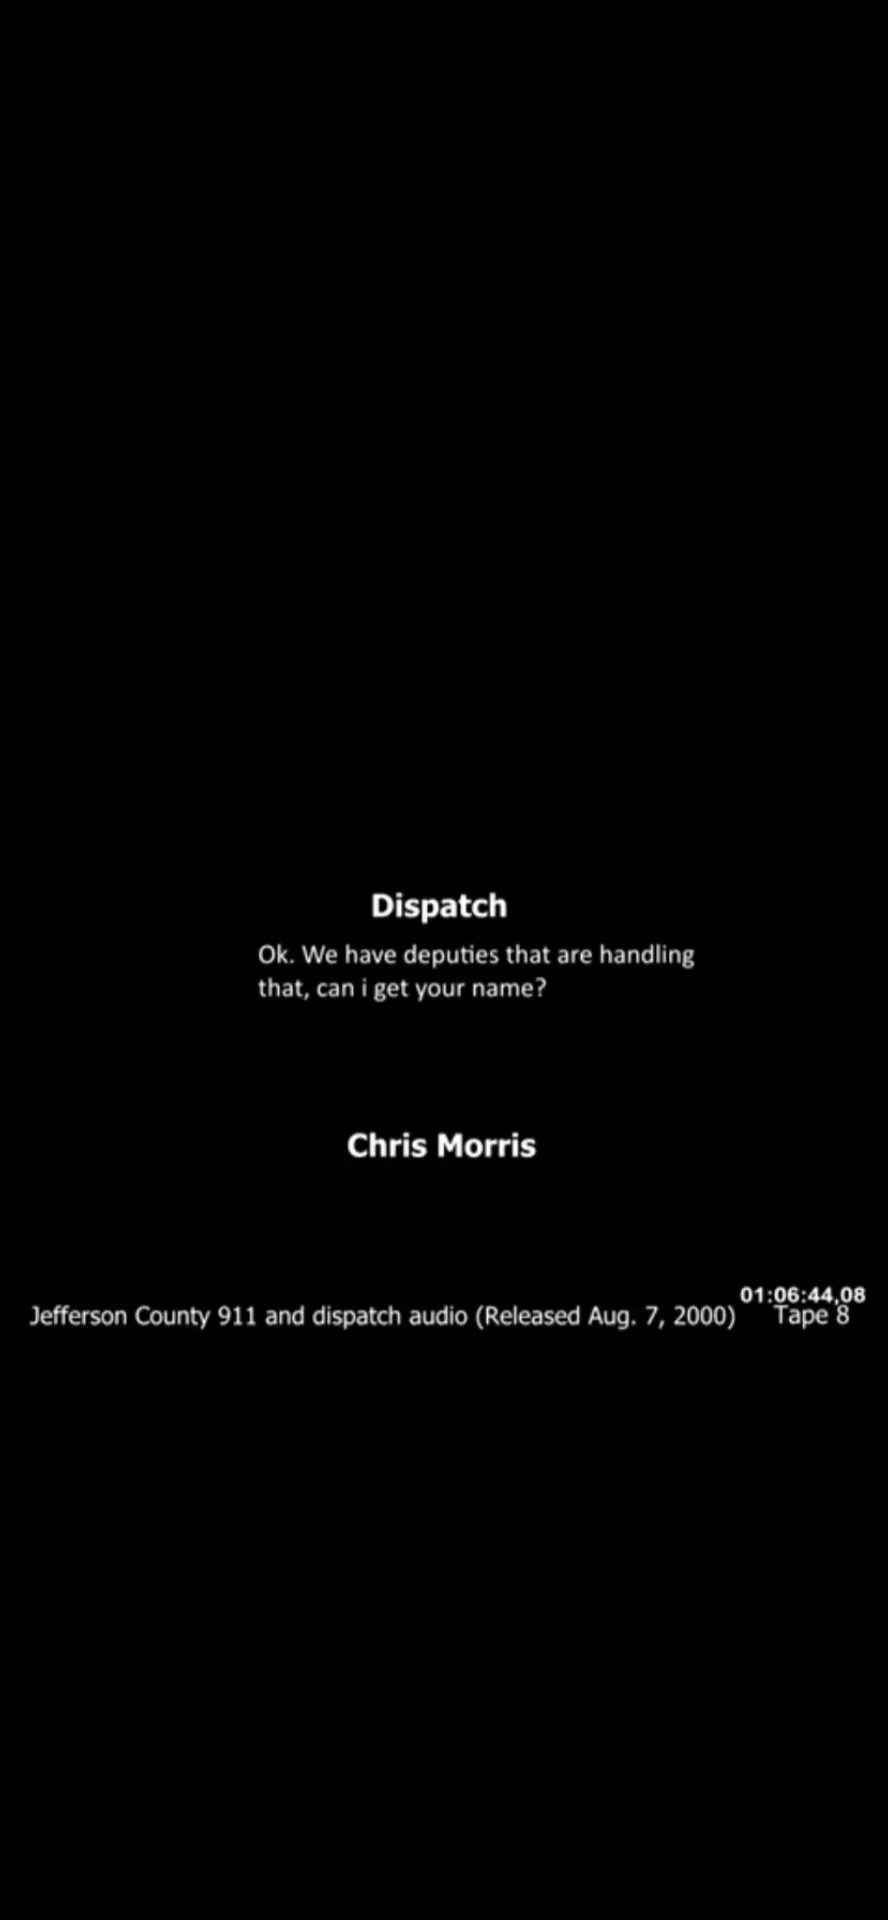 Dispatch
Ok. We have deputies that are handling
that, can i get your name?
Chris Morris
01:06:44,08
Jefferson County 911 and dispatch audio (Released Aug. 7, 2000) Tape 8